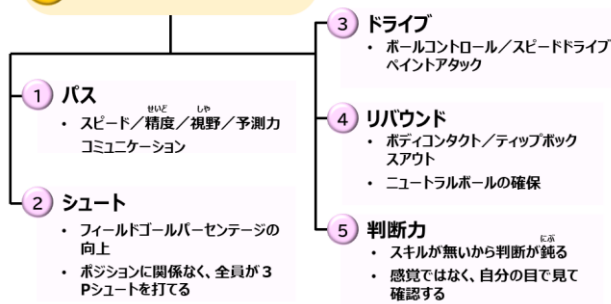 1 パス
・ スピード／精度／視野／予測力
せいど しや
コミュニケーション
2 シュート
・ フィールドゴールパーセンテージの
向上
・ ポジションに関係なく、全員が３
Pシュートを打てる
3 ドライブ
・ ボールコントロール／スピードドライブ
ペイントアタック
4 リバウンド
・ ボディコンタクト／ティップボック
スアウト
・ ニュートラルボールの確保
5 判断力
・ スキルが無いから判断が鈍る
にぶ
・ 感覚ではなく、自分の目で見て
確認する